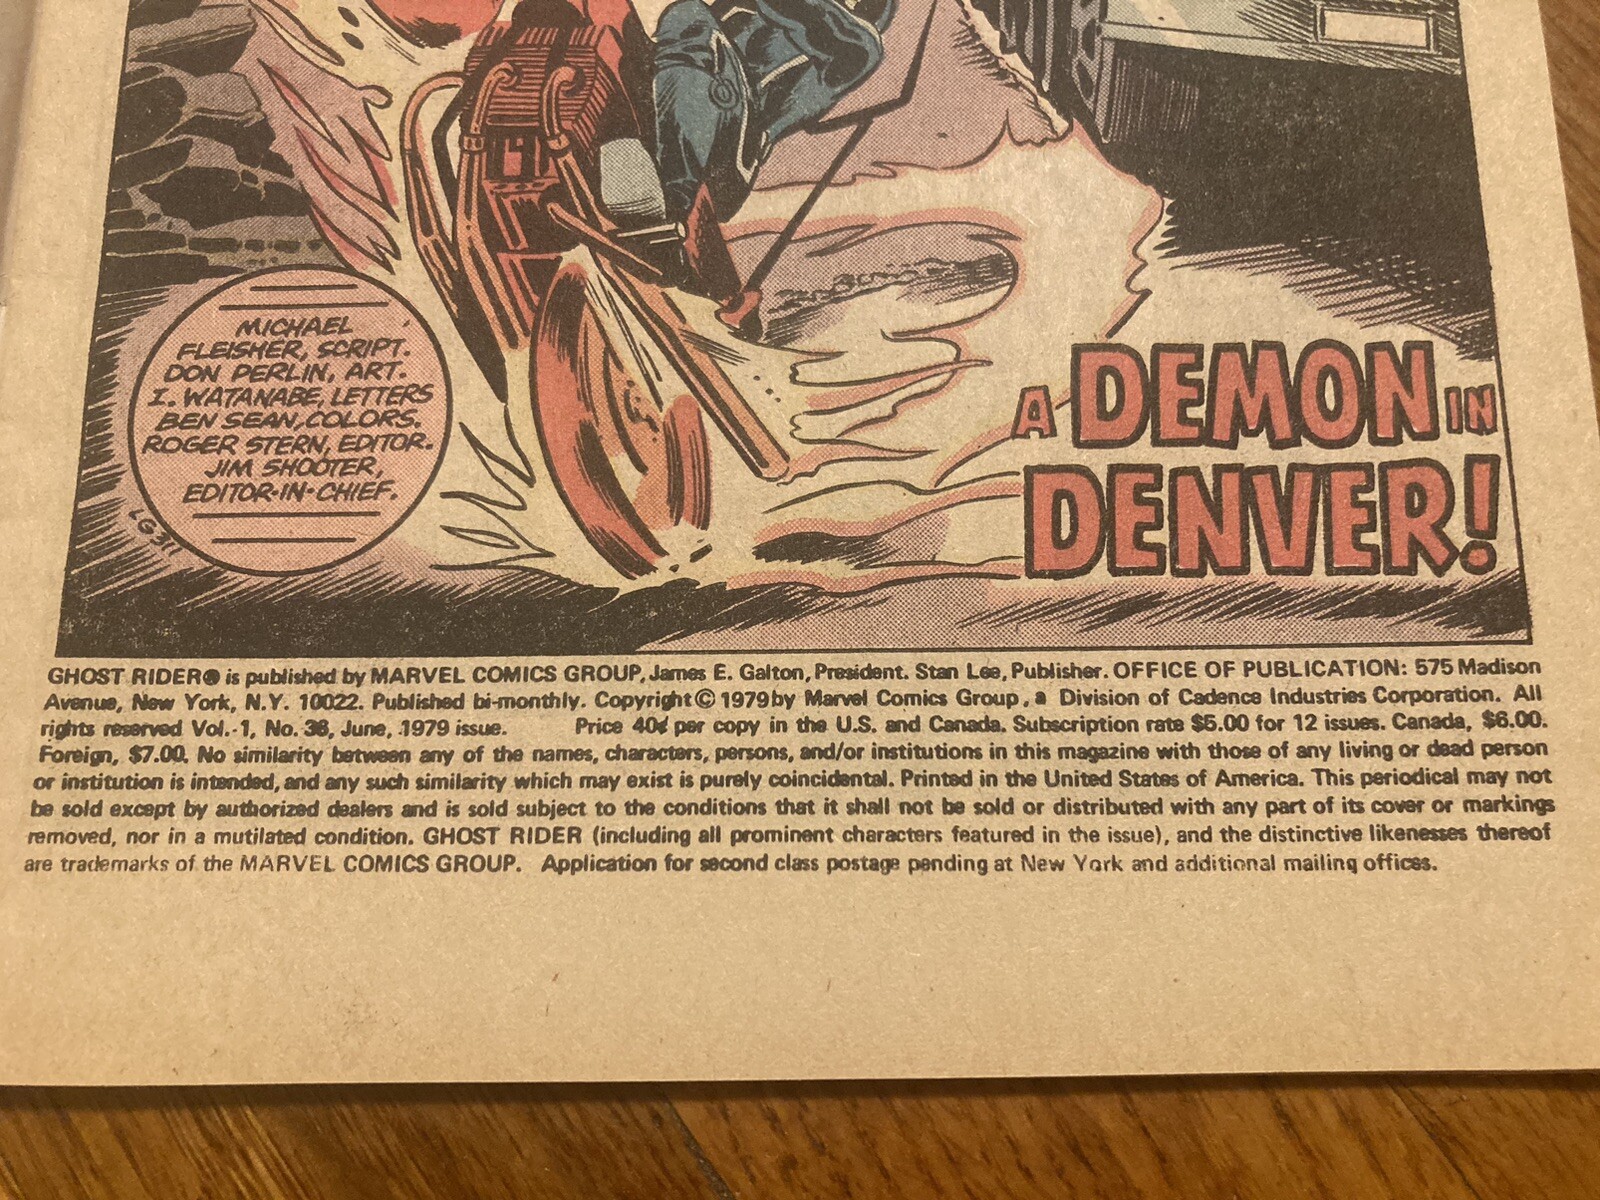 MICHAEL
FLEISHER, SCRIPT.
DON PERLIN, ART.
I. WATANABE, LETTERS
BEN SEAN, COLORS.
ROGER STERN, EDITOR.
JIM SHOOTER,
EDITOR-IN-CHIEF.
LG311
A DEMON IN
DENVER!
GHOST RIDER® is published by MARVEL COMICS GROUP, James E. Galton, President. Stan Lee, Publisher. OFFICE OF PUBLICATION: 575 Madison
Avenue, New York, N.Y. 10022. Published bi-monthly. Copyright © 1979 by Marvel Comics Group, a Division of Cadence Industries Corporation. All
rights reserved Vol. 1, No. 36, June, 1979 issue. Price 40¢ per copy in the U.S. and Canada. Subscription rate $5.00 for 12 issues. Canada, $6.00.
Foreign, $7.00. No similarity between any of the names, characters, persons, and/or institutions in this magazine with those of any living or dead person
or institution is intended, and any such similarity which may exist is purely coincidental. Printed in the United States of America. This periodical may not
be sold except by authorized dealers and is sold subject to the conditions that it shall not be sold or distributed with any part of its cover or markings
removed, nor in a mutilated condition. GHOST RIDER (including all prominent characters featured in the issue), and the distinctive likenesses thereof
are trademarks of the MARVEL COMICS GROUP. Application for second class postage pending at New York and additional mailing offices.